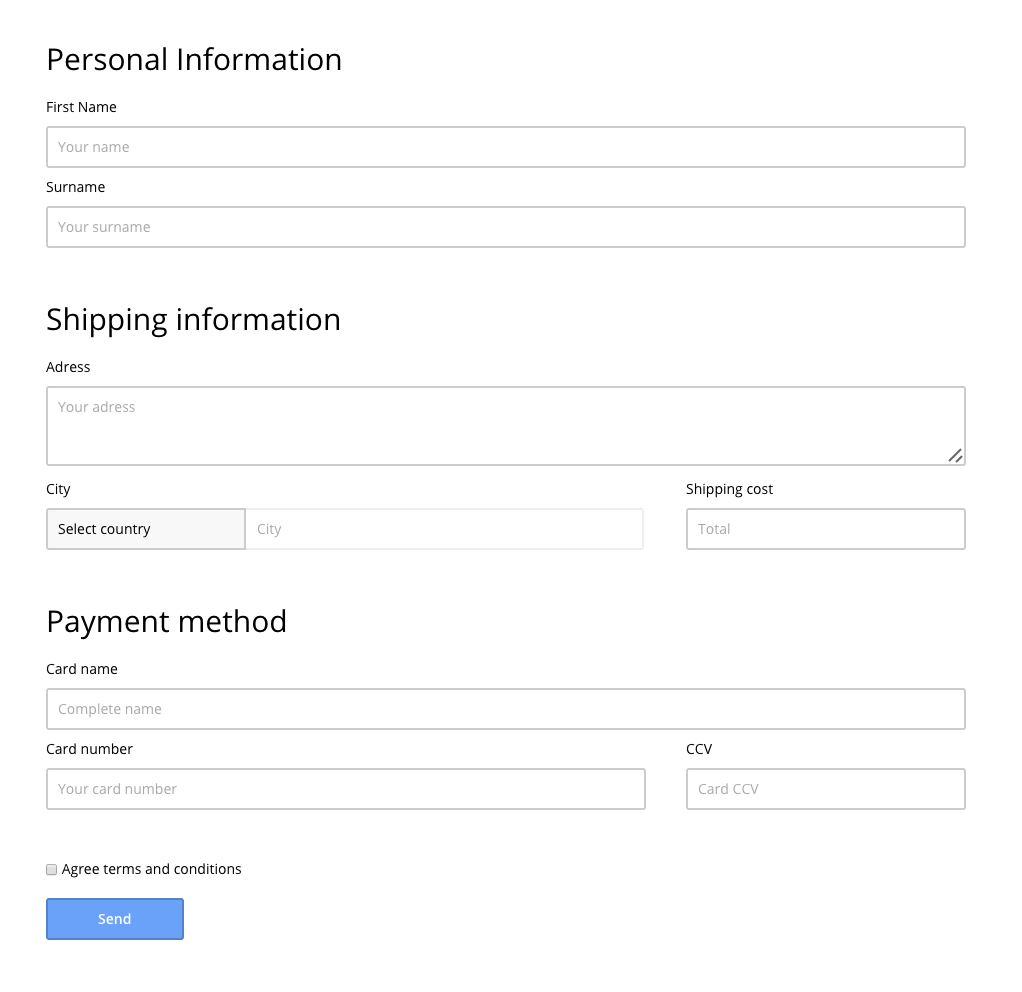 Personal Information
First Name
Your name
Surname
Your surname
Shipping information
Adress
Your adress
City Shipping cost
Select country City Total
Payment method
Card name
Complete name
Card number CCV
Your card number Card CCV
Agree terms and conditions
Send